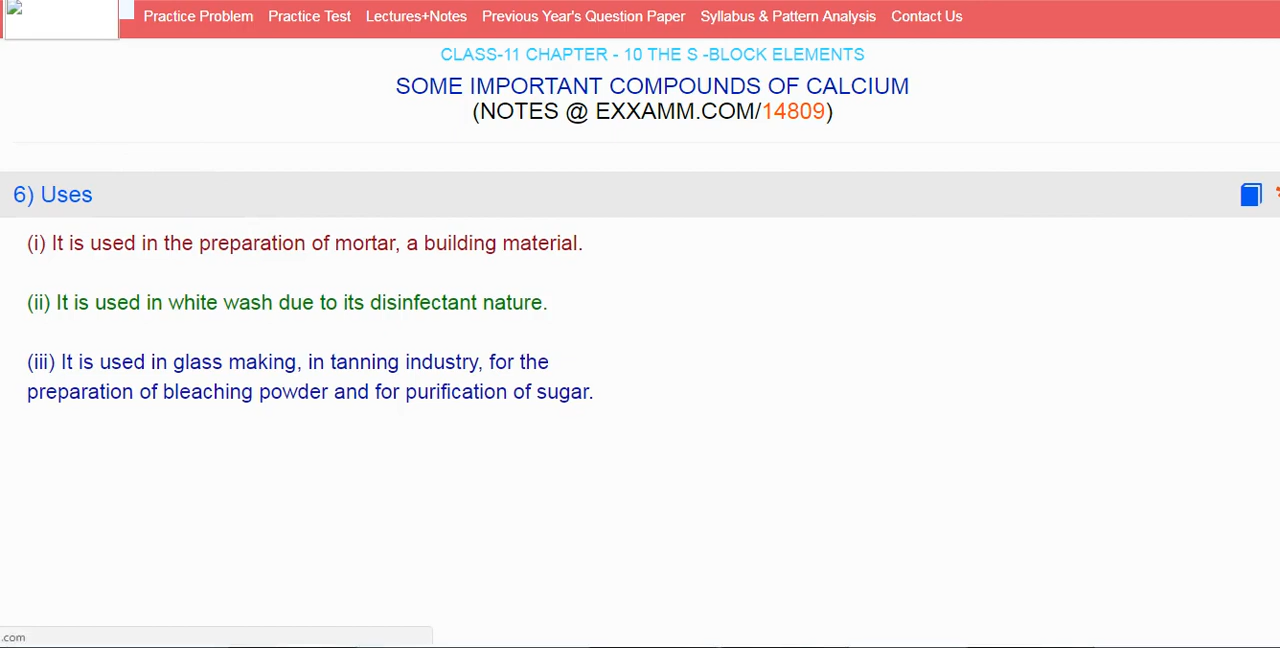 Practice Problem Practice Test Lectures+Notes Previous Year's Question Paper Syllabus & Pattern Analysis Contact Us
CLASS-11 CHAPTER - 10 THE S -BLOCK ELEMENTS
SOME IMPORTANT COMPOUNDS OF CALCIUM
(NOTES @ EXXAMM.COM/14809)
6) Uses
(i) It is used in the preparation of mortar, a building material.
(ii) It is used in white wash due to its disinfectant nature.
(iii) It is used in glass making, in tanning industry, for the
preparation of bleaching powder and for purification of sugar.
.com